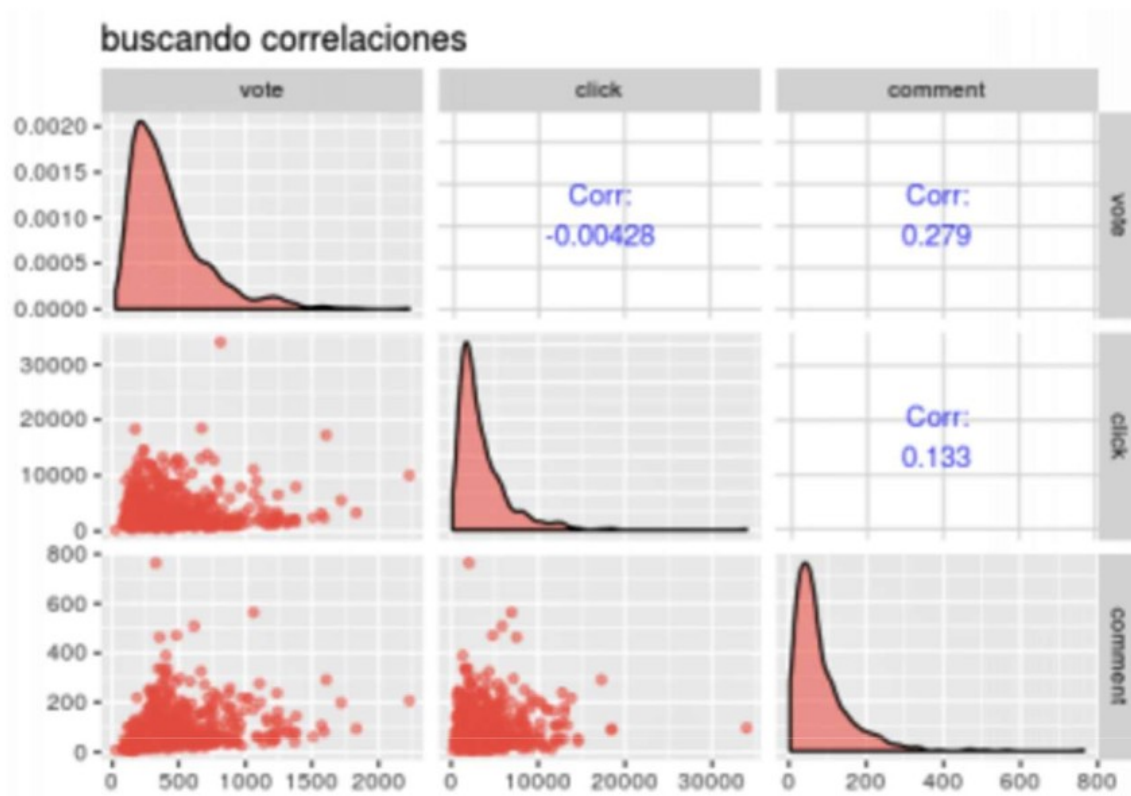 buscando correlaciones
vote click comment
0.0020
0.0015
0.0010
0.0005
0.0000
Corr:
-0.00428
Corr:
0.279
vote
30000
20000
10000
0
Corr:
0.133
click
800
600
400
200
0
comment
0 500 1000 1500 2000
0 10000 20000 30000
0 200 400 600 800